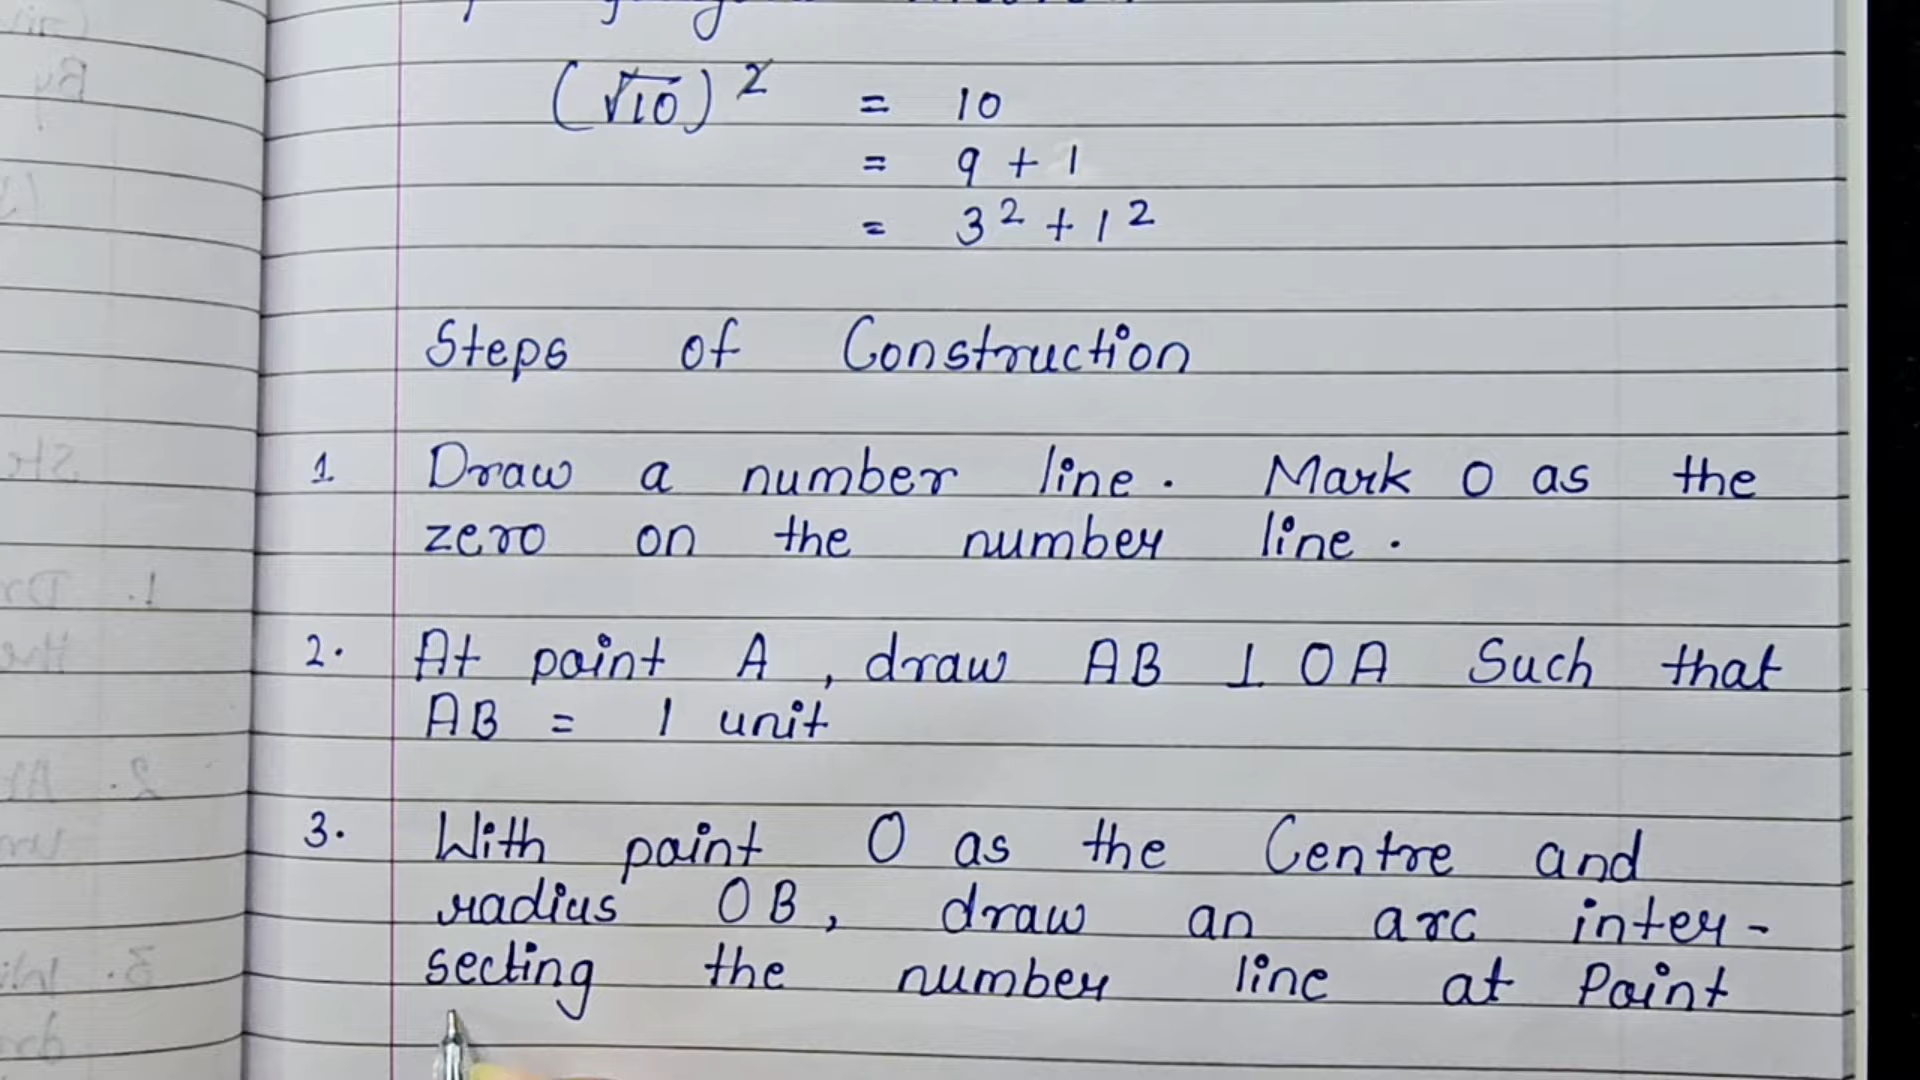 (√10)² = 10
= 9 + 1
= 3² + 1²
Steps of Construction
1. Draw a number line. Mark 0 as the
zero on the number line.
2. At point A, draw AB ⊥ OA Such that
AB = 1 unit
3. With point O as the Centre and
radius OB, draw an arc inter-
secting the number line at Point